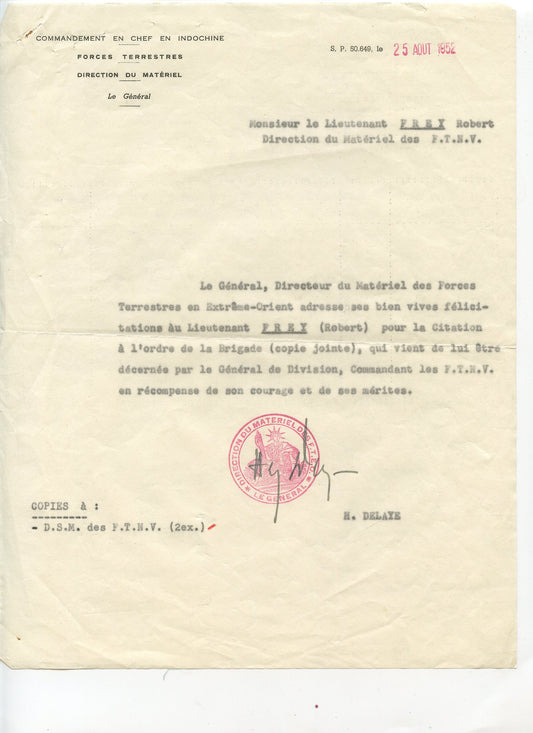 COMMANDEMENT EN CHEF EN INDOCHINE
FORCES TERRESTRES
DIRECTION DU MATÉRIEL
Le Général
S. P. 50.649, le 25 AOUT 1952
Monsieur le Lieutenant FREY Robert
Direction du Matériel des F.T.N.V.
Le Général, Directeur du Matériel des Forces
Terrestres en Extrême-Orient adresse ses bien vives félici-
tations au Lieutenant FREY (Robert) pour la Citation
à l'ordre de la Brigade (copie jointe), qui vient de lui être
décernée par le Général de Division, Commandant les F.T.N.V.
en récompense de son courage et de ses mérites.
DIRECTION DU MATÉRIEL DES F.T.
LE GÉNÉRAL
COPIES à :
- D.S.M. des F.T.N.V. (2ex.)
H. DELAYE